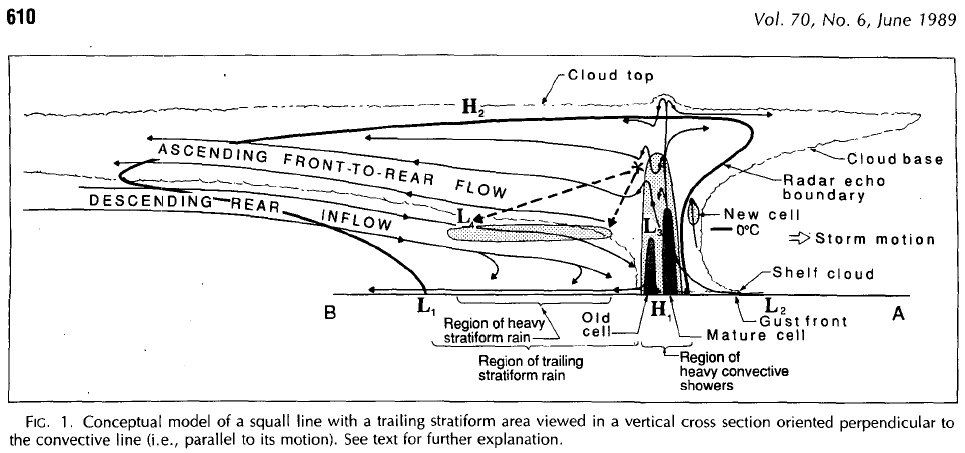 610
Vol. 70, No. 6, June 1989
Cloud top
H2
Cloud base
ASCENDING FRONT-TO-REAR FLOW
Radar echo
boundary
DESCENDING REAR INFLOW
New cell
L4
L3
0°C
Storm motion
Shelf cloud
B
L1
H1
L2
A
Old
cell
Gust front
Mature cell
Region of heavy
stratiform rain
Region of trailing
stratiform rain
Region of
heavy convective
showers
FIG. 1. Conceptual model of a squall line with a trailing stratiform area viewed in a vertical cross section oriented perpendicular to
the convective line (i.e., parallel to its motion). See text for further explanation.